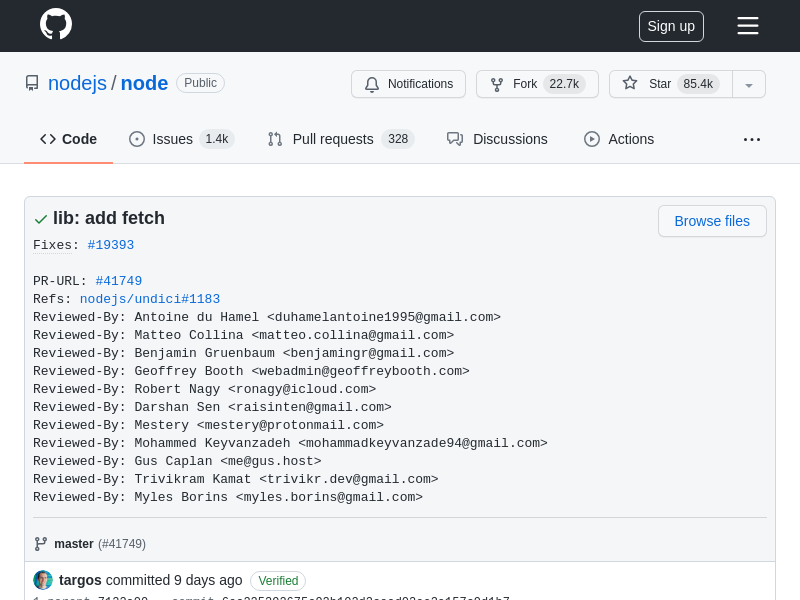 Sign up
nodejs / node Public
Notifications Fork 22.7k Star 85.4k
Code Issues 1.4k Pull requests 328 Discussions Actions
lib: add fetch
Browse files
Fixes: #19393
PR-URL: #41749
Refs: nodejs/undici#1183
Reviewed-By: Antoine du Hamel <duhamelantoine1995@gmail.com>
Reviewed-By: Matteo Collina <matteo.collina@gmail.com>
Reviewed-By: Benjamin Gruenbaum <benjamingr@gmail.com>
Reviewed-By: Geoffrey Booth <webadmin@geoffreybooth.com>
Reviewed-By: Robert Nagy <ronagy@icloud.com>
Reviewed-By: Darshan Sen <raisinten@gmail.com>
Reviewed-By: Mestery <mestery@protonmail.com>
Reviewed-By: Mohammed Keyvanzadeh <mohammadkeyvanzade94@gmail.com>
Reviewed-By: Gus Caplan <me@gus.host>
Reviewed-By: Trivikram Kamat <trivikr.dev@gmail.com>
Reviewed-By: Myles Borins <myles.borins@gmail.com>
master (#41749)
targos committed 9 days ago Verified